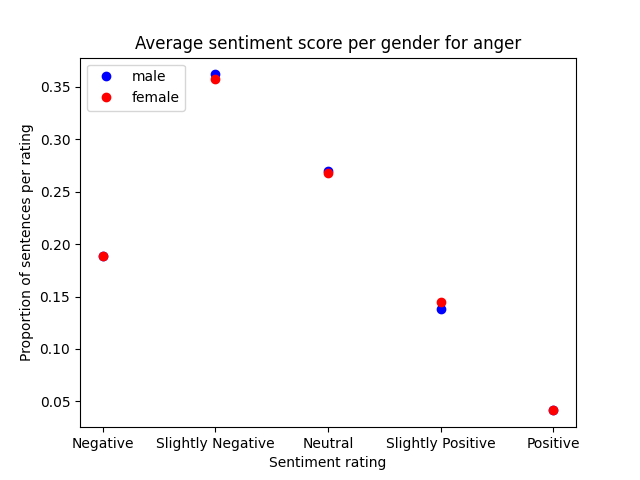 Average sentiment score per gender for anger
male
female
Proportion of sentences per rating
0.35
0.30
0.25
0.20
0.15
0.10
0.05
Negative
Slightly Negative
Neutral
Slightly Positive
Positive
Sentiment rating